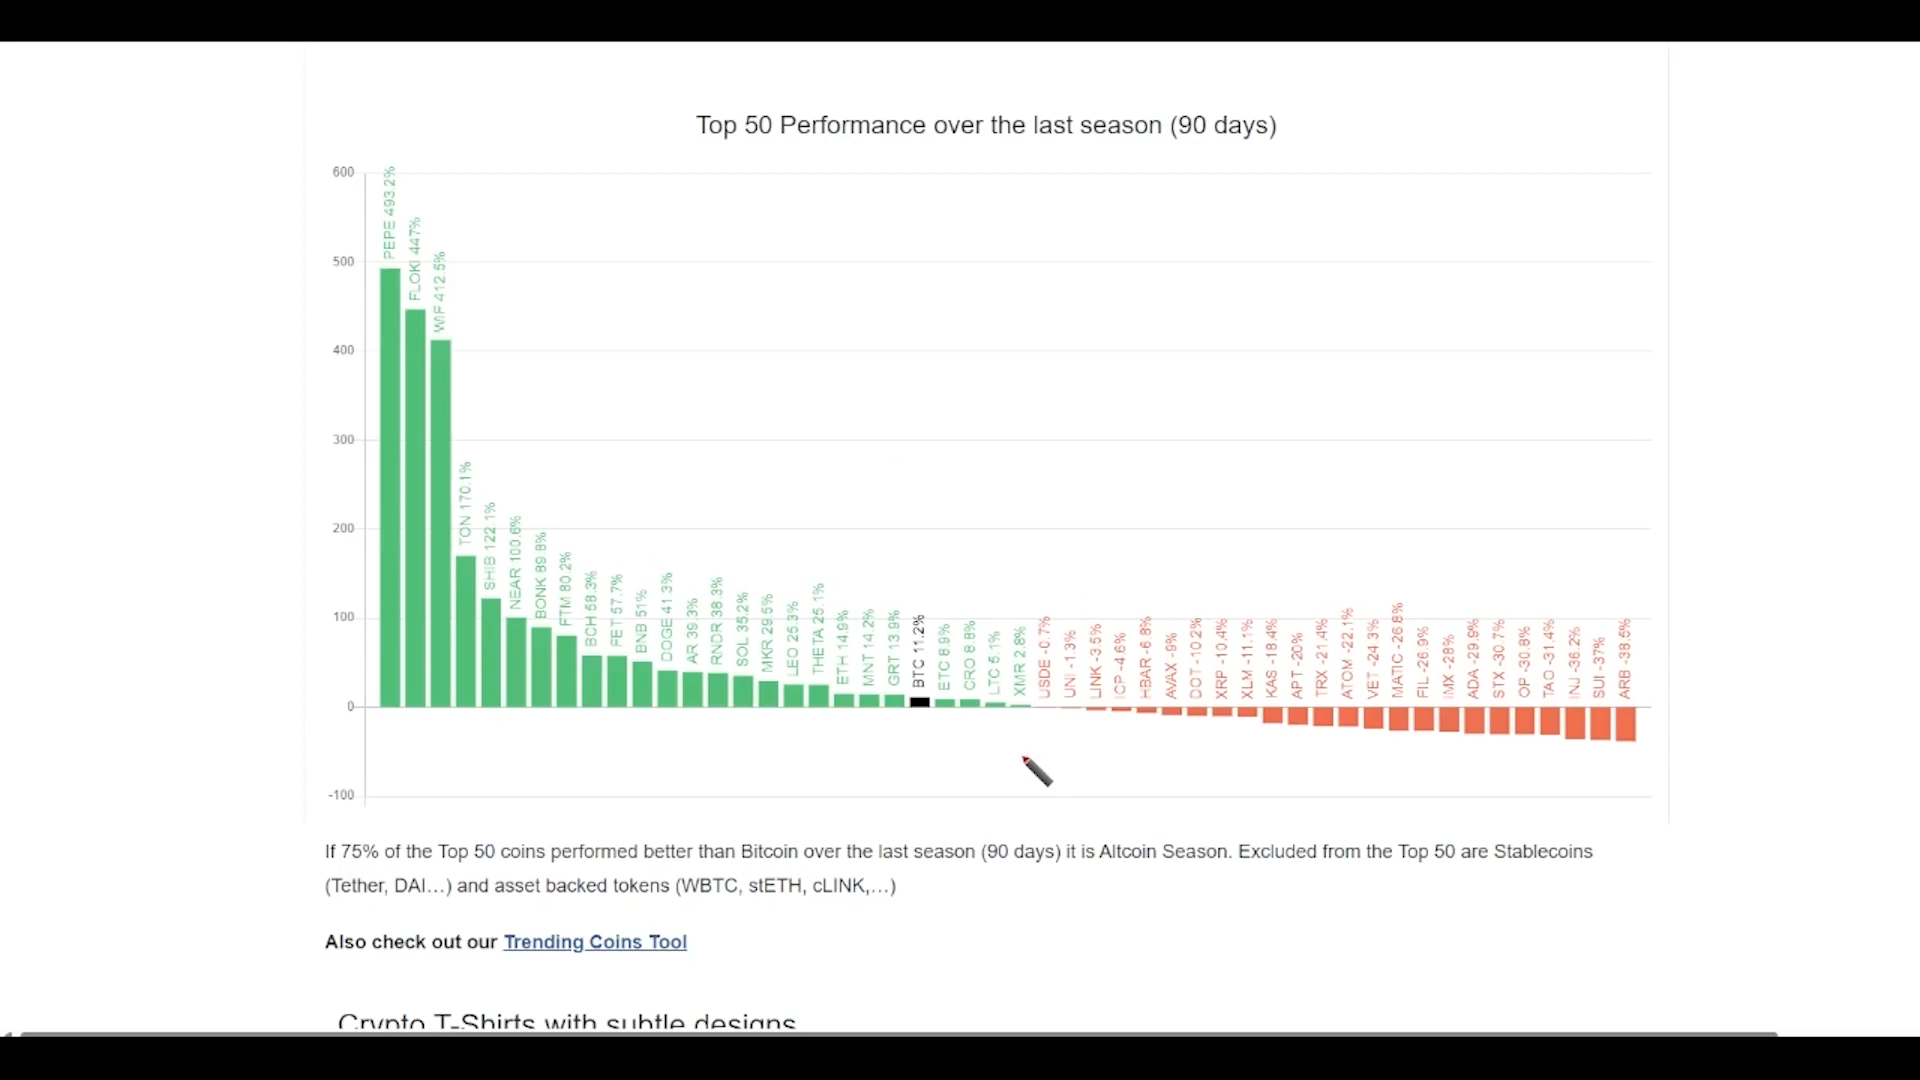 Top 50 Performance over the last season (90 days)
600
500
400
300
200
100
0
-100
PEPE 493.2%
FLOKI 447%
WIF 412.5%
TON 170.1%
SHIB 122.1%
NEAR 100.6%
BONK 89.8%
FTM 80.2%
BCH 58.3%
FET 57.7%
BNB 51%
DOGE 41.3%
AR 39.3%
RNDR 38.3%
SOL 35.2%
MKR 29.5%
LEO 25.3%
THETA 25.1%
ETH 14.9%
MNT 14.2%
GRT 13.9%
BTC 11.2%
ETC 8.9%
CRO 8.8%
LTC 5.1%
XMR 2.8%
USDE -0.7%
UNI -1.3%
LINK -3.5%
ICP -4.6%
HBAR -6.8%
AVAX -9%
DOT -10.2%
XRP -10.4%
XLM -11.1%
KAS -18.4%
APT -20%
TRX -21.4%
ATOM -22.1%
VET -24.3%
MATIC -26.8%
FIL -26.9%
IMX -28%
ADA -29.9%
STX -30.7%
OP -30.8%
TAO -31.4%
INJ -36.2%
SUI -37%
ARB -38.5%
If 75% of the Top 50 coins performed better than Bitcoin over the last season (90 days) it is Altcoin Season. Excluded from the Top 50 are Stablecoins
(Tether, DAI...) and asset backed tokens (WBTC, stETH, cLINK,...)
Also check out our Trending Coins Tool
Crypto T-Shirts with subtle designs